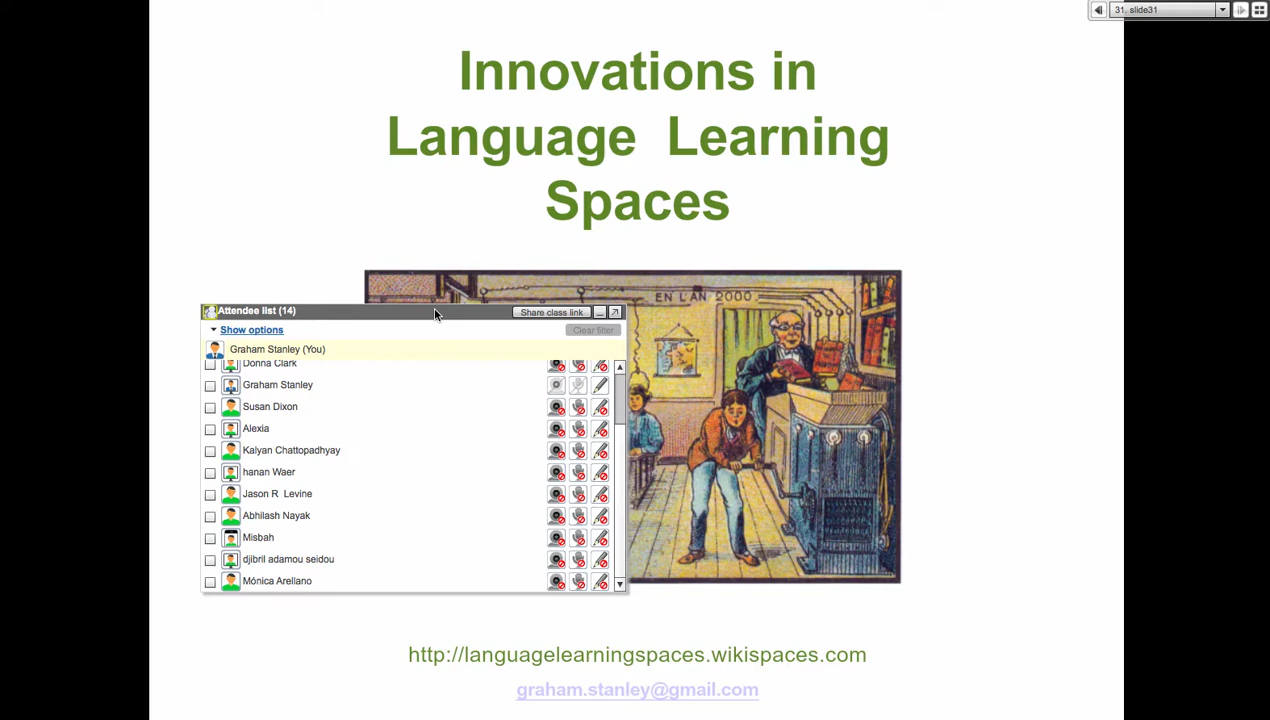 31. slide31
Innovations in
Language Learning
Spaces
EN L'AN 2000
Attendee list (14)
Share class link
Show options
Clear filter
Graham Stanley (You)
Donna Clark
Graham Stanley
Susan Dixon
Alexia
Kalyan Chattopadhyay
hanan Waer
Jason R Levine
Abhilash Nayak
Misbah
djibril adamou seidou
Mónica Arellano
http://languagelearningspaces.wikispaces.com
graham.stanley@gmail.com